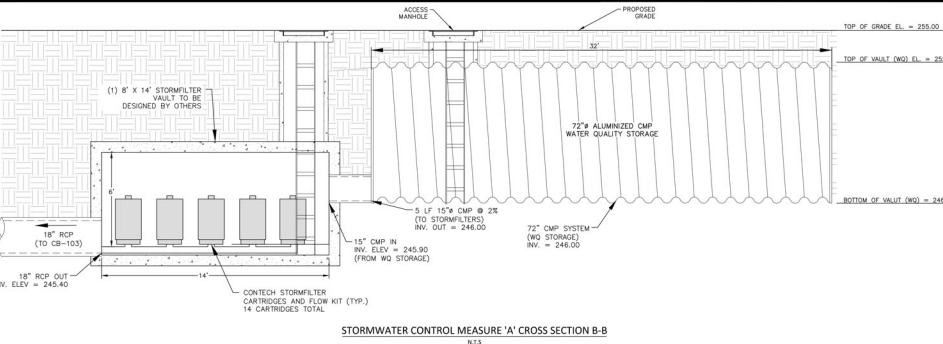 ACCESS
MANHOLE
PROPOSED
GRADE
TOP OF GRADE EL. = 255.00
32'
TOP OF VAULT (WQ) EL. =
(1) 8' X 14' STORMFILTER
VAULT TO BE
DESIGNED BY OTHERS
72"ø ALUMINIZED CMP
WATER QUALITY STORAGE
6'
BOTTOM OF VALUT (WQ) =
5 LF 15"ø CMP @ 2%
(TO STORMFILTERS)
INV. OUT = 246.00
72" CMP SYSTEM
(WQ STORAGE)
INV. = 246.00
18" RCP
(TO CB-103)
15" CMP IN
INV. ELEV = 245.90
(FROM WQ STORAGE)
18" RCP OUT
ELEV = 245.40
14'
CONTECH STORMFILTER
CARTRIDGES AND FLOW KIT (TYP.)
14 CARTRIDGES TOTAL
STORMWATER CONTROL MEASURE 'A' CROSS SECTION B-B
N.T.S